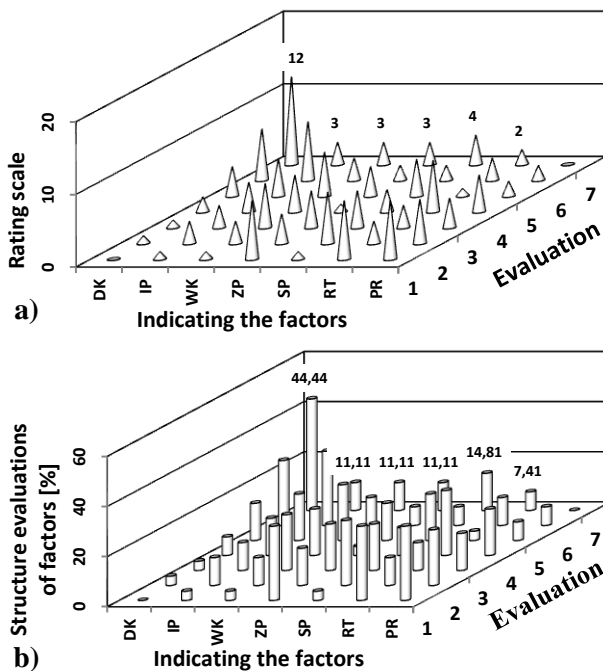 12
3 3 3 4 2
20
10
0
Rating scale
DK IP WK ZP SP RT PR
1 2 3 4 5 6 7
Evaluation
Indicating the factors
a)
44,44
11,11 11,11 11,11 14,81 7,41
60
40
20
0
Structure evaluations
of factors [%]
DK IP WK ZP SP RT PR
1 2 3 4 5 6 7
Evaluation
Indicating the factors
b)